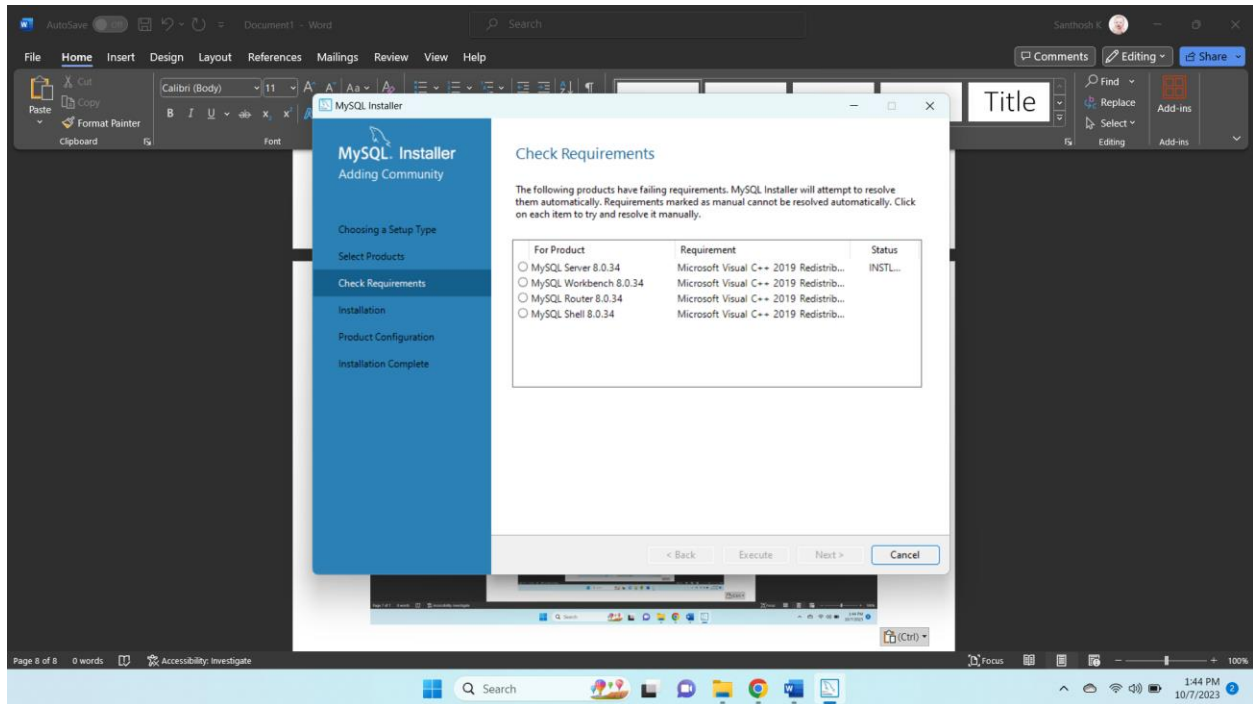 AutoSave Off Document1 - Word Search Santhosh K
File Home Insert Design Layout References Mailings Review View Help Comments Editing Share
Paste Cut Copy Format Painter
Calibri (Body) 11
B I U ab x x
Title
Find Replace Select
Add-ins
Clipboard Font Editing Add-ins
MySQL Installer
MySQL. Installer
Adding Community
Choosing a Setup Type
Select Products
Check Requirements
Installation
Product Configuration
Installation Complete
Check Requirements
The following products have failing requirements. MySQL Installer will attempt to resolve
them automatically. Requirements marked as manual cannot be resolved automatically. Click
on each item to try and resolve it manually.
For Product Requirement Status
MySQL Server 8.0.34 Microsoft Visual C++ 2019 Redistrib... INSTL...
MySQL Workbench 8.0.34 Microsoft Visual C++ 2019 Redistrib...
MySQL Router 8.0.34 Microsoft Visual C++ 2019 Redistrib...
MySQL Shell 8.0.34 Microsoft Visual C++ 2019 Redistrib...
< Back Execute Next > Cancel
(Ctrl)
Page 8 of 8 0 words Accessibility: Investigate Focus 100%
Search
1:44 PM
10/7/2023 2